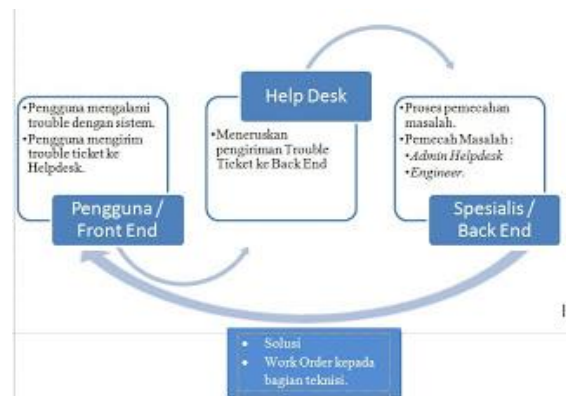 •Pengguna mengalami
trouble dengan sistem.
•Pengguna mengirim
trouble ticket ke
Helpdesk.
Pengguna /
Front End
Help Desk
•Meneruskan
pengiriman Trouble
Ticket ke Back End
•Proses pemecahan
masalah.
•Pemecah Masalah :
•Admin Helpdesk
•Engineer.
Spesialis /
Back End
• Solusi
• Work Order kepada
bagian teknisi.